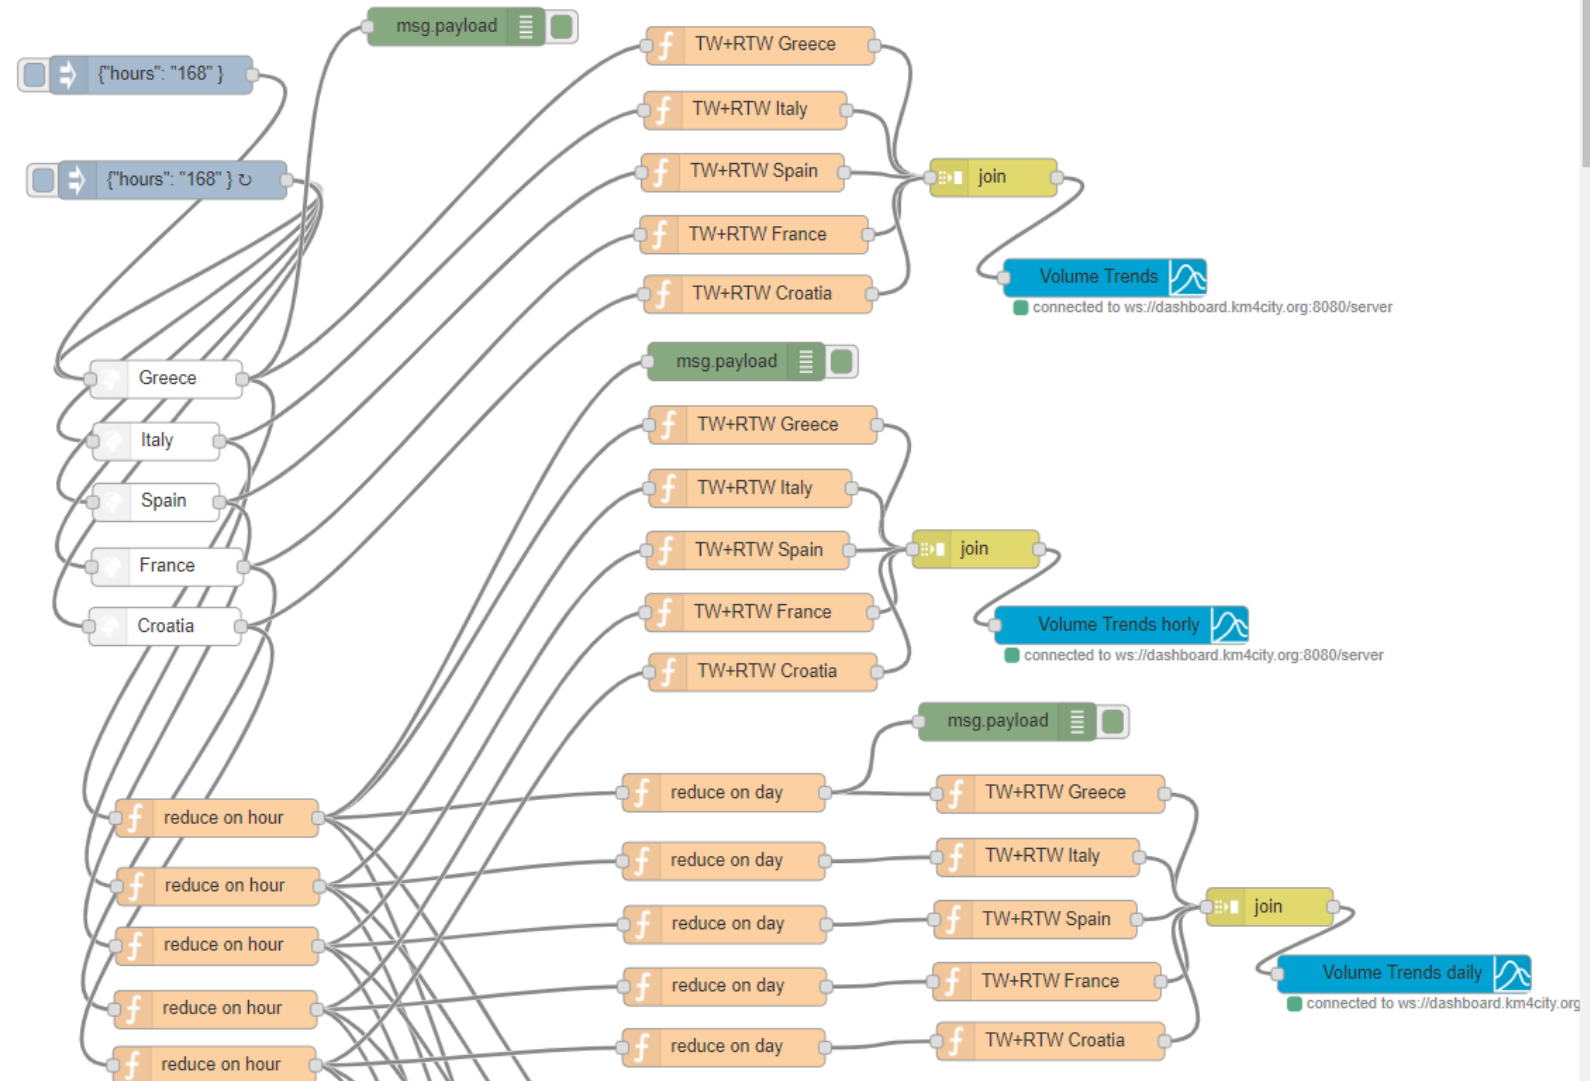 msg.payload
{"hours": "168" }
{"hours": "168" } ↻
TW+RTW Greece
TW+RTW Italy
TW+RTW Spain
TW+RTW France
TW+RTW Croatia
join
Volume Trends
connected to ws://dashboard.km4city.org:8080/server
Greece
Italy
Spain
France
Croatia
msg.payload
TW+RTW Greece
TW+RTW Italy
TW+RTW Spain
TW+RTW France
TW+RTW Croatia
join
Volume Trends horly
connected to ws://dashboard.km4city.org:8080/server
msg.payload
reduce on hour
reduce on hour
reduce on hour
reduce on hour
reduce on hour
reduce on day
reduce on day
reduce on day
reduce on day
reduce on day
TW+RTW Greece
TW+RTW Italy
TW+RTW Spain
TW+RTW France
TW+RTW Croatia
join
Volume Trends daily
connected to ws://dashboard.km4city.org